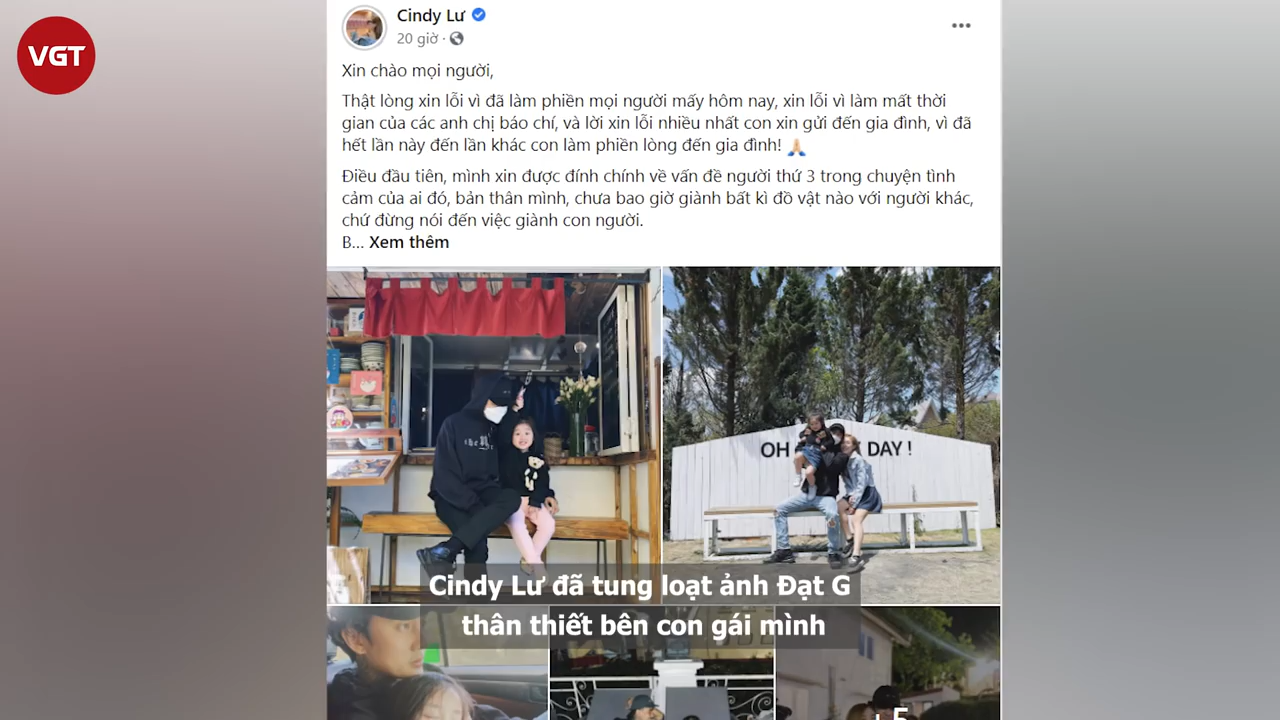 VGT
Cindy Lư
20 giờ ·
Xin chào mọi người,
Thật lòng xin lỗi vì đã làm phiền mọi người mấy hôm nay, xin lỗi vì làm mất thời
gian của các anh chị báo chí, và lời xin lỗi nhiều nhất con xin gửi đến gia đình, vì đã
hết lần này đến lần khác con làm phiền lòng đến gia đình! 🙏🏻
Điều đầu tiên, mình xin được đính chính về vấn đề người thứ 3 trong chuyện tình
cảm của ai đó, bản thân mình, chưa bao giờ giành bất kì đồ vật nào với người khác,
chứ đừng nói đến việc giành con người.
B... Xem thêm
OH DAY !
Cindy Lư đã tung loạt ảnh Đạt G
thân thiết bên con gái mình
+5